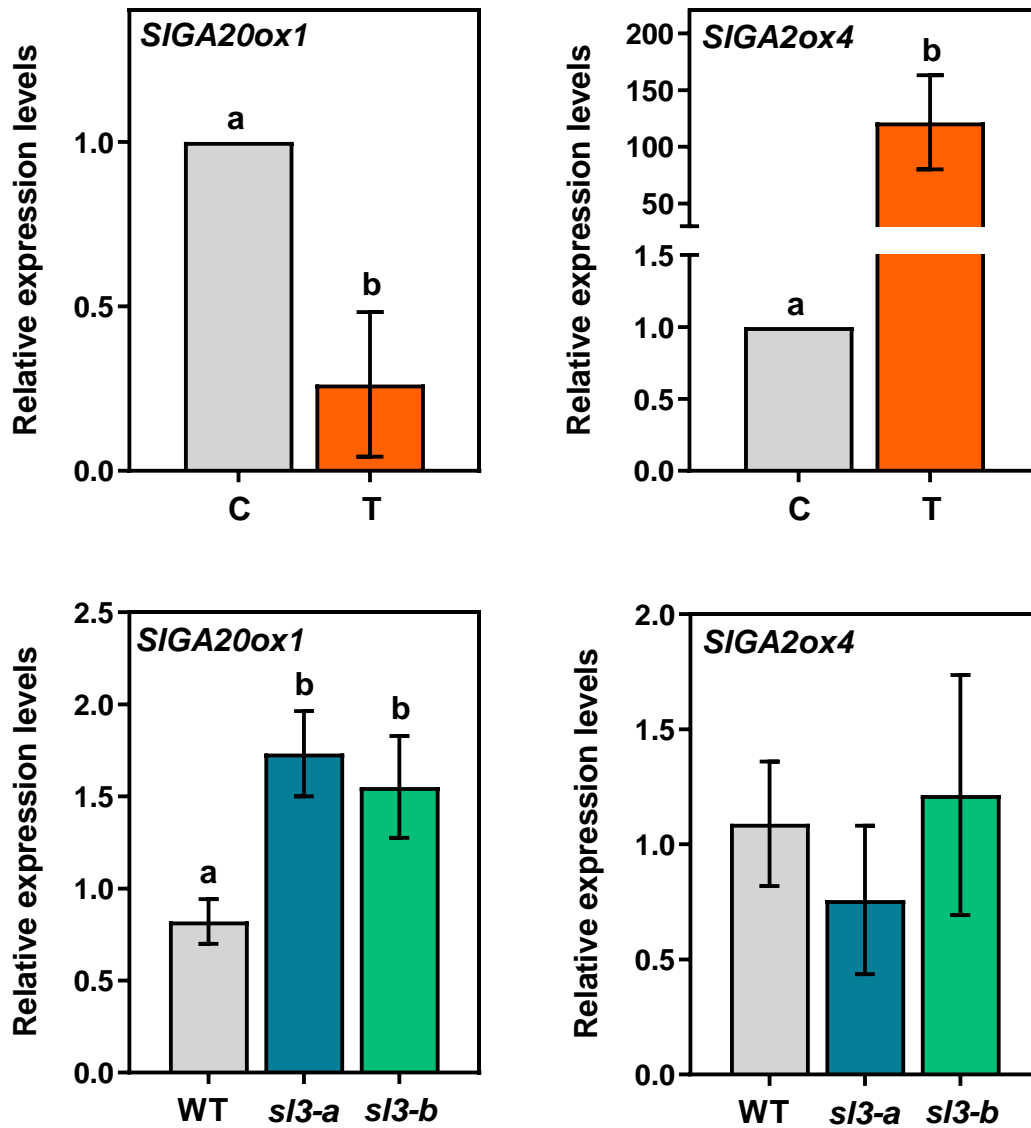 SlGA20ox1
Relative expression levels
1.0
0.5
0.0
a
b
C
T
SlGA2ox4
Relative expression levels
200
150
100
50
1.5
1.0
0.5
0.0
a
b
C
T
SlGA20ox1
Relative expression levels
2.5
2.0
1.5
1.0
0.5
0.0
a
b
b
WT
sl3-a
sl3-b
SlGA2ox4
Relative expression levels
2.0
1.5
1.0
0.5
0.0
WT
sl3-a
sl3-b